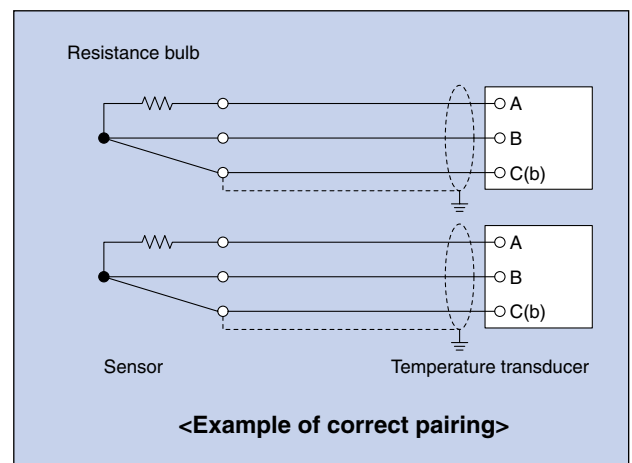 Resistance bulb
A
B
C(b)
A
B
C(b)
Sensor
Temperature transducer
<Example of correct pairing>